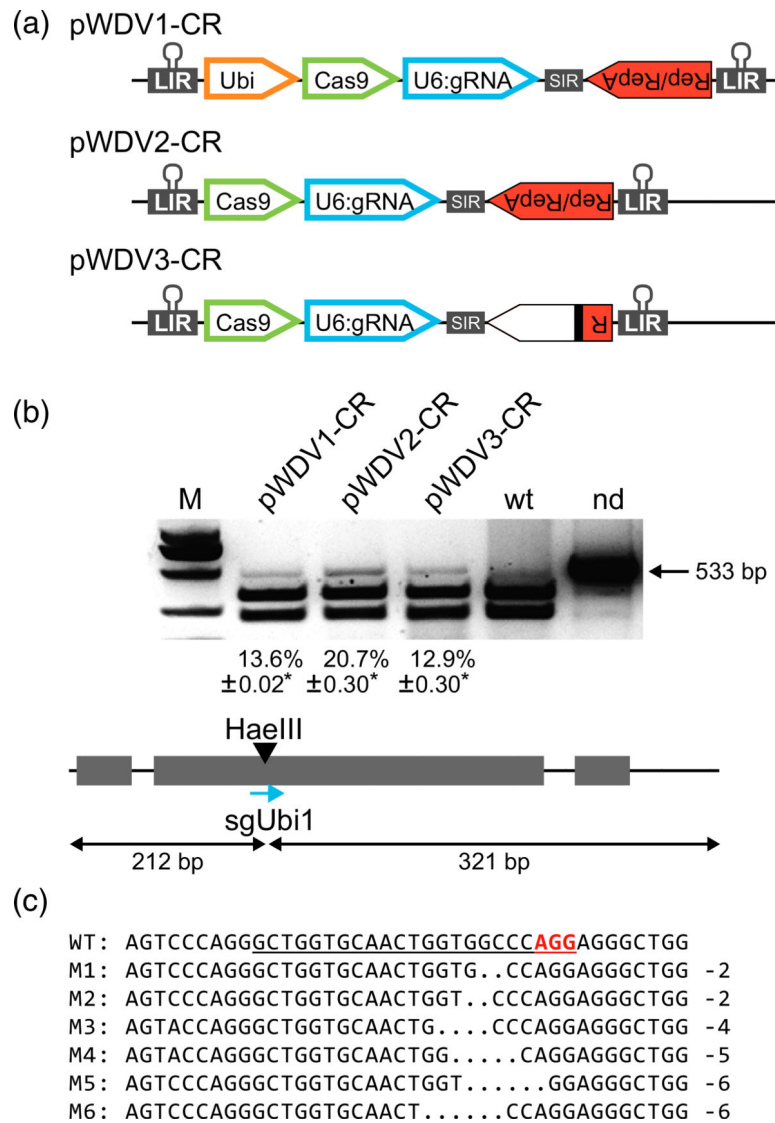 (a) pWDV1-CR
LIR Ubi Cas9 U6:gRNA SIR Rep/RepA LIR
pWDV2-CR
LIR Cas9 U6:gRNA SIR Rep/RepA LIR
pWDV3-CR
LIR Cas9 U6:gRNA SIR R LIR
(b)
M pWDV1-CR pWDV2-CR pWDV3-CR wt nd
533 bp
13.6% 20.7% 12.9%
±0.02* ±0.30* ±0.30*
HaeIII
sgUbi1
212 bp 321 bp
(c)
WT: AGTCCCAGGGCTGGTGCAACTGGTGGCCCAGGAGGGCTGG
M1: AGTCCCAGGGCTGGTGCAACTGGTG..CCAGGAGGGCTGG -2
M2: AGTCCCAGGGCTGGTGCAACTGGT..CCCAGGAGGGCTGG -2
M3: AGTACCAGGGCTGGTGCAACTG....CCCAGGAGGGCTGG -4
M4: AGTACCAGGGCTGGTGCAACTGG.....CAGGAGGGCTGG -5
M5: AGTCCCAGGGCTGGTGCAACTGGT......GGAGGGCTGG -6
M6: AGTCCCAGGGCTGGTGCAACT......CCAGGAGGGCTGG -6